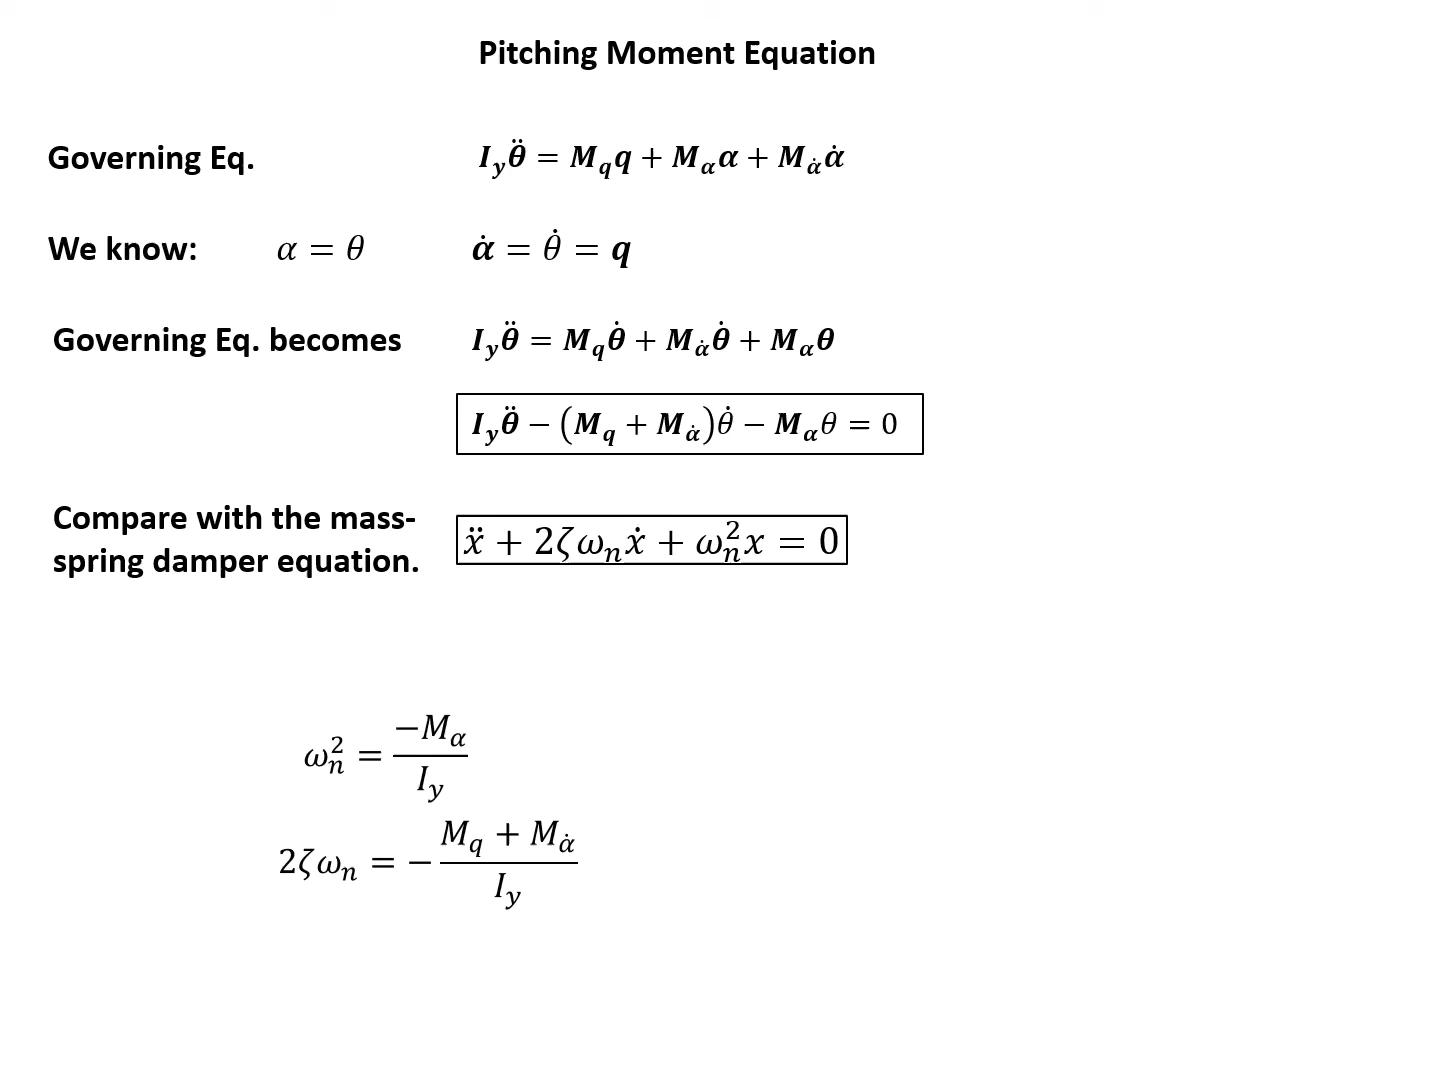 Pitching Moment Equation
Governing Eq. I_y θ̈ = M_q q + M_α α + M_α̇ α̇
We know: α = θ α̇ = θ̇ = q
Governing Eq. becomes I_y θ̈ = M_q θ̇ + M_α̇ θ̇ + M_α θ
I_y θ̈ − (M_q + M_α̇)θ̇ − M_α θ = 0
Compare with the mass-
spring damper equation.
ẍ + 2ζω_n ẋ + ω_n² x = 0
ω_n² = −M_α / I_y
2ζω_n = − (M_q + M_α̇) / I_y